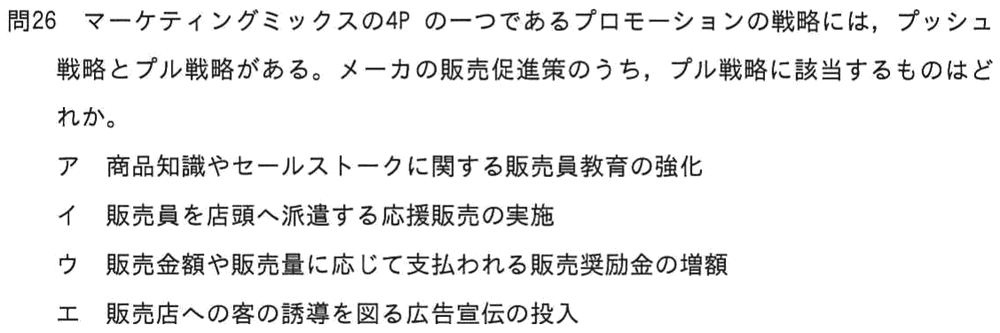 問26 マーケティングミックスの4P の一つであるプロモーションの戦略には，プッシュ
戦略とプル戦略がある。メーカの販売促進策のうち，プル戦略に該当するものはど
れか。
ア 商品知識やセールストークに関する販売員教育の強化
イ 販売員を店頭へ派遣する応援販売の実施
ウ 販売金額や販売量に応じて支払われる販売奨励金の増額
エ 販売店への客の誘導を図る広告宣伝の投入